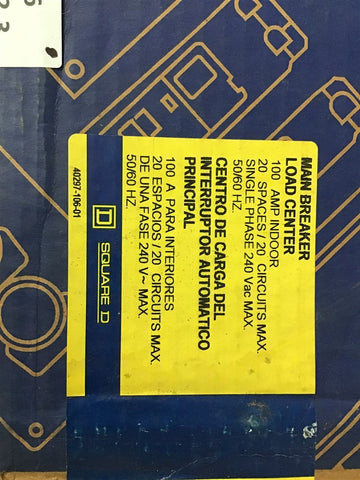 MAIN BREAKER
LOAD CENTER
100 AMP INDOOR
20 SPACES / 20 CIRCUITS MAX.
SINGLE PHASE 240 Vac MAX.
50/60 HZ.
CENTRO DE CARGA DEL
INTERRUPTOR AUTOMATICO
PRINCIPAL
100 A PARA INTERIORES
20 ESPACIOS / 20 CIRCUITS MAX.
DE UNA FASE 240 V~ MAX.
50/60 HZ.
SQUARE D
40297-106-01